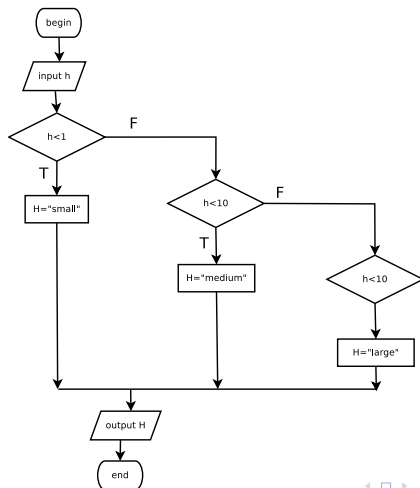 begin
input h
h<1
F
T
H="small"
h<10
F
T
H="medium"
h<10
H="large"
output H
end